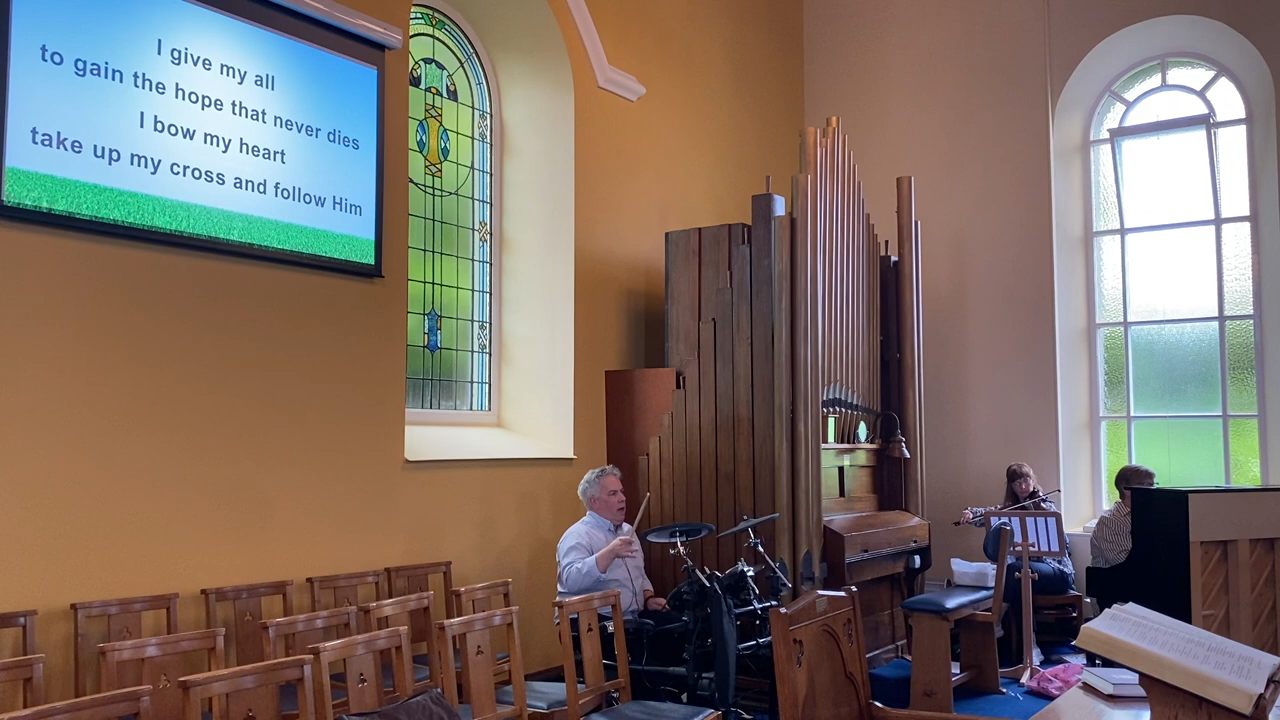 I give my all
to gain the hope that never dies
I bow my heart
take up my cross and follow Him